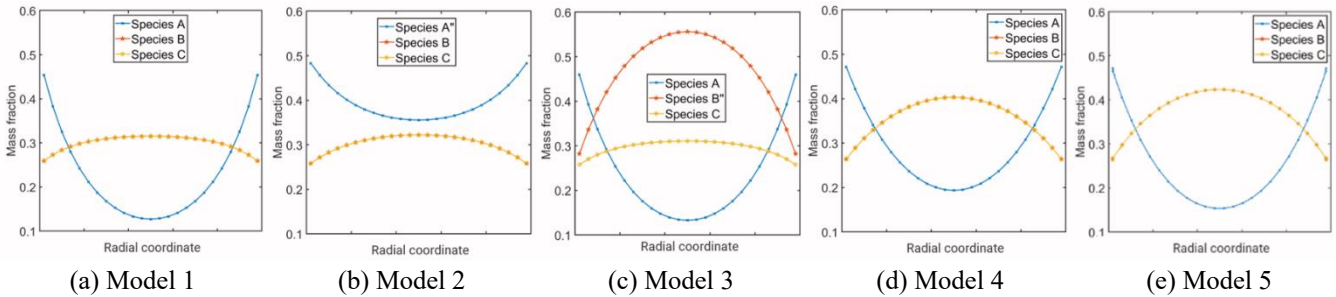 0.6
0.5
0.4
0.3
0.2
0.1
Mass fraction
Radial coordinate
Species A
Species B
Species C
(a) Model 1
0.6
0.5
0.4
0.3
0.2
0.1
Mass fraction
Radial coordinate
Species A"
Species B
Species C
(b) Model 2
0.6
0.5
0.4
0.3
0.2
0.1
Mass fraction
Radial coordinate
Species A
Species B"
Species C
(c) Model 3
0.6
0.5
0.4
0.3
0.2
0.1
Mass fraction
Radial coordinate
Species A
Species B
Species C
(d) Model 4
0.6
0.5
0.4
0.3
0.2
0.1
Mass fraction
Radial coordinate
Species A
Species B
Species C
(e) Model 5